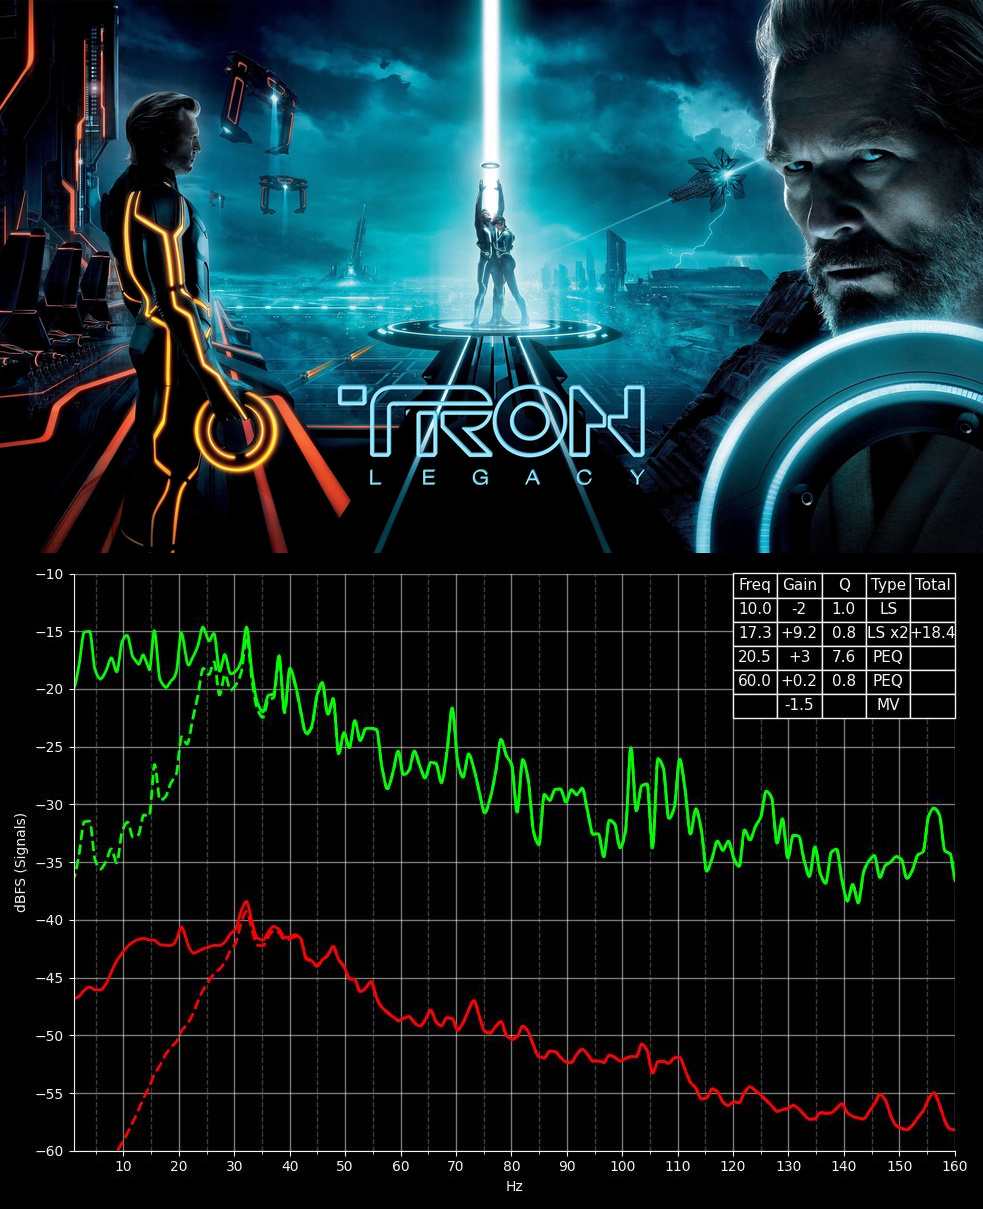 TRON
LEGACY
Freq Gain Q Type Total
10.0 -2 1.0 LS
17.3 +9.2 0.8 LS x2 +18.4
20.5 +3 7.6 PEQ
60.0 +0.2 0.8 PEQ
-1.5 MV
−10
−15
−20
−25
−30
−35
−40
−45
−50
−55
−60
dBFS (Signals)
10 20 30 40 50 60 70 80 90 100 110 120 130 140 150 160
Hz